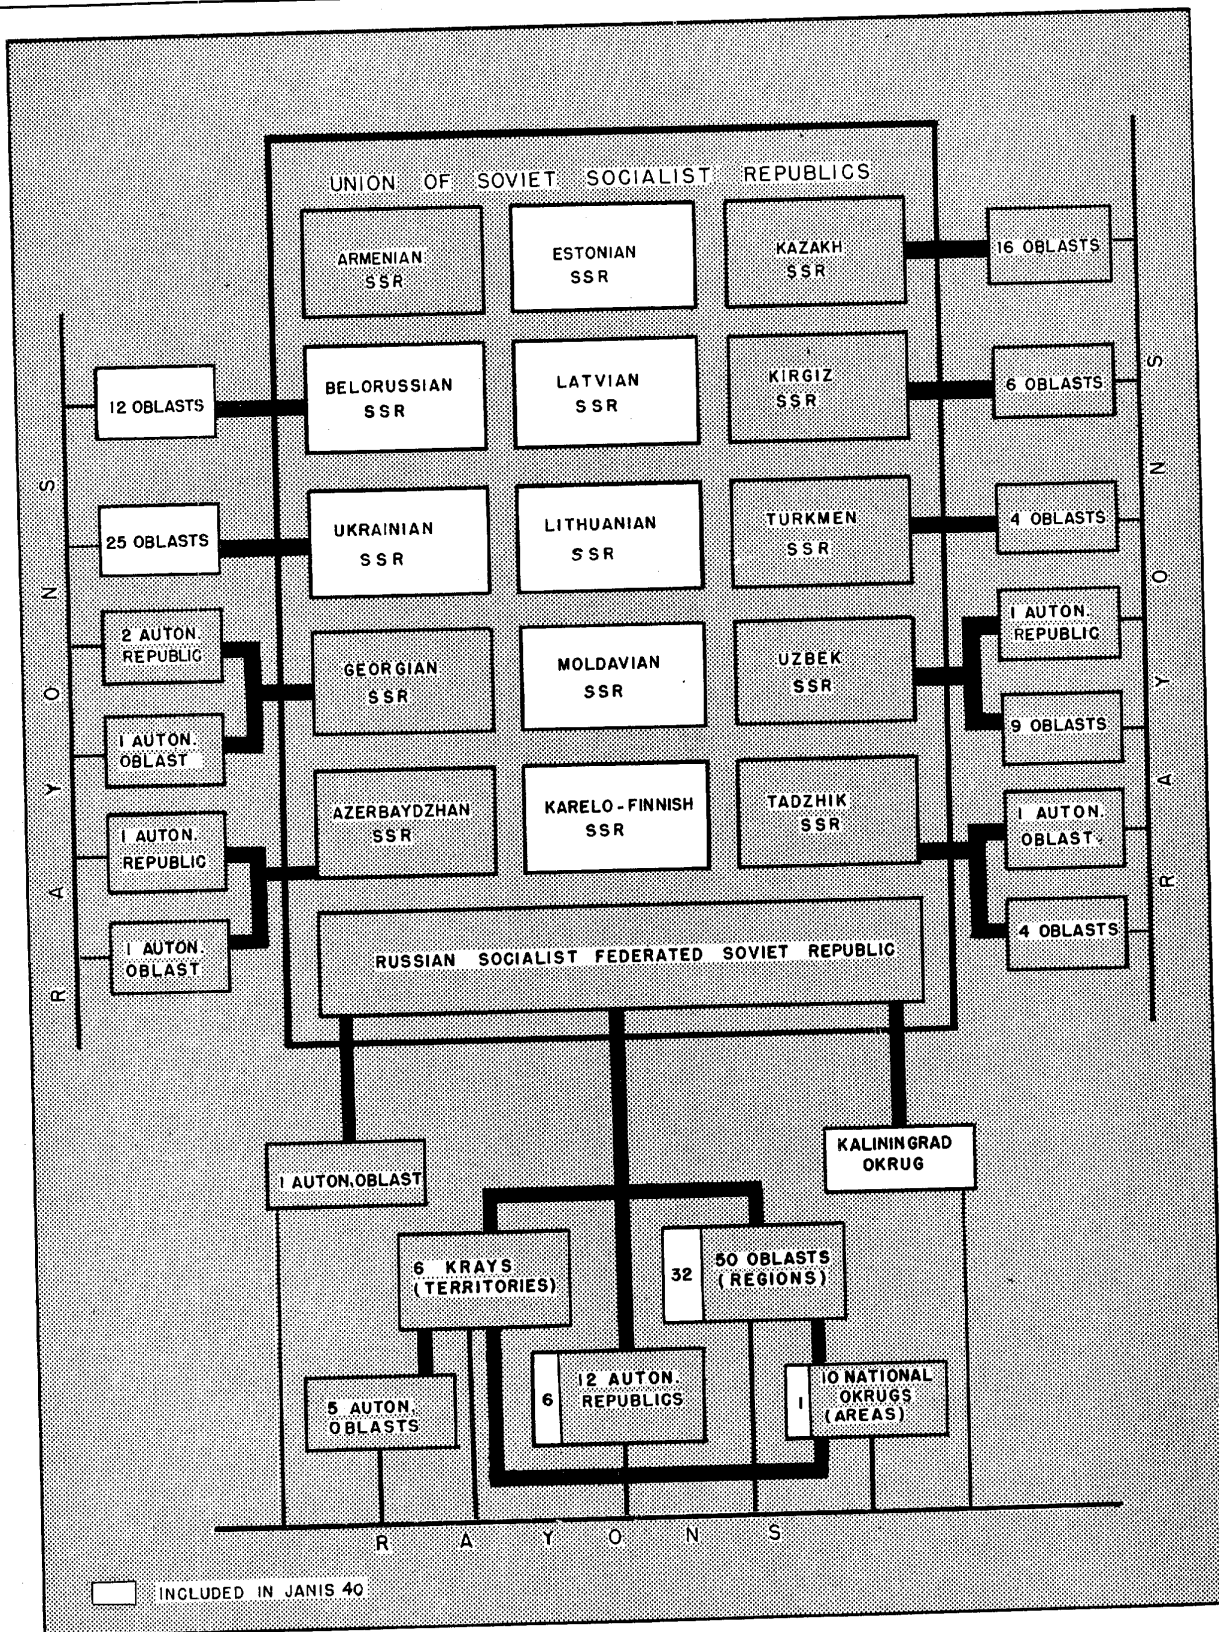 UNION OF SOVIET SOCIALIST REPUBLICS
ARMENIAN
SSR
ESTONIAN
SSR
KAZAKH
SSR
16 OBLASTS
12 OBLASTS
BELORUSSIAN
SSR
LATVIAN
SSR
KIRGIZ
SSR
6 OBLASTS
25 OBLASTS
UKRAINIAN
SSR
LITHUANIAN
SSR
TURKMEN
SSR
4 OBLASTS
2 AUTON.
REPUBLIC
1 AUTON.
OBLAST
GEORGIAN
SSR
MOLDAVIAN
SSR
UZBEK
SSR
1 AUTON.
REPUBLIC
9 OBLASTS
1 AUTON.
REPUBLIC
1 AUTON.
OBLAST
AZERBAYDZHAN
SSR
KARELO-FINNISH
SSR
TADZHIK
SSR
1 AUTON.
OBLAST
4 OBLASTS
RAYONS
RAYONS
RUSSIAN SOCIALIST FEDERATED SOVIET REPUBLIC
1 AUTON. OBLAST
KALININGRAD
OKRUG
6 KRAYS
(TERRITORIES)
32
50 OBLASTS
(REGIONS)
5 AUTON.
OBLASTS
6
12 AUTON.
REPUBLICS
1
10 NATIONAL
OKRUGS
(AREAS)
RAYONS
INCLUDED IN JANIS 40